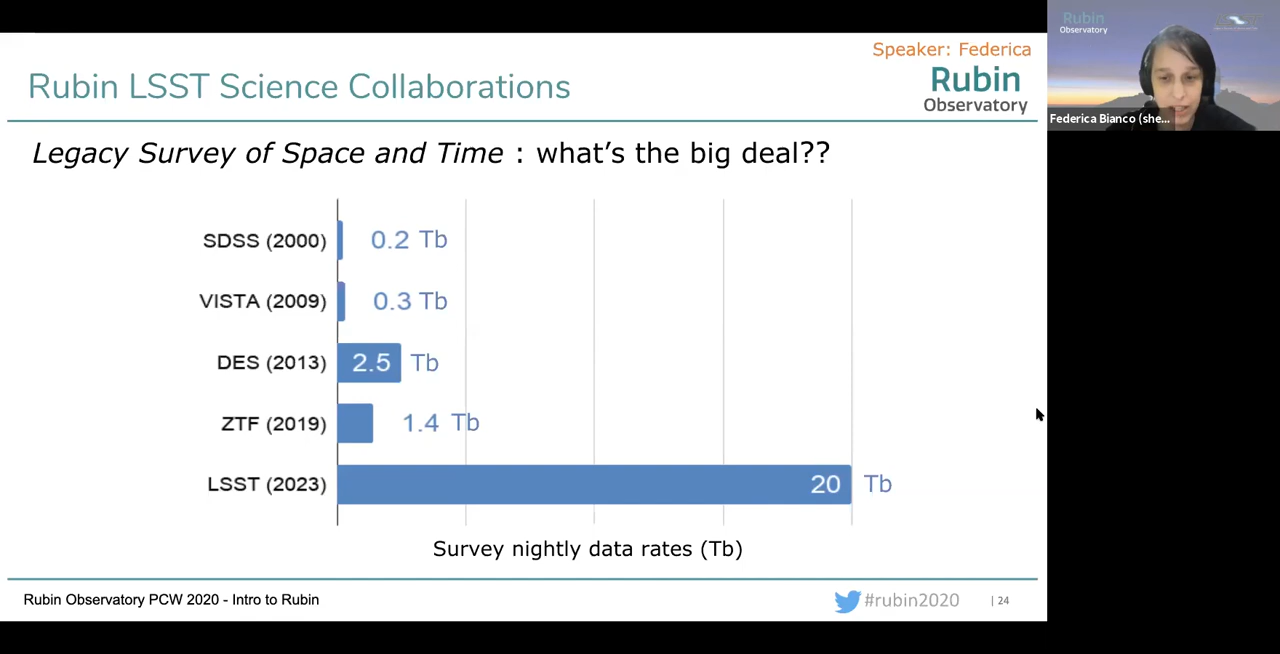 Speaker: Federica
Rubin LSST Science Collaborations
Rubin
Observatory
Legacy Survey of Space and Time : what's the big deal??
SDSS (2000) 0.2 Tb
VISTA (2009) 0.3 Tb
DES (2013) 2.5 Tb
ZTF (2019) 1.4 Tb
LSST (2023) 20 Tb
Survey nightly data rates (Tb)
Rubin Observatory PCW 2020 - Intro to Rubin
#rubin2020
| 24
Rubin
Observatory
Federica Bianco (she...